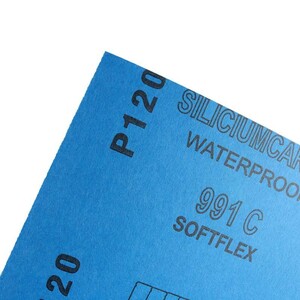 P120
SILICIUMCAR
WATERPROOF
991 C
SOFTFLEX
120